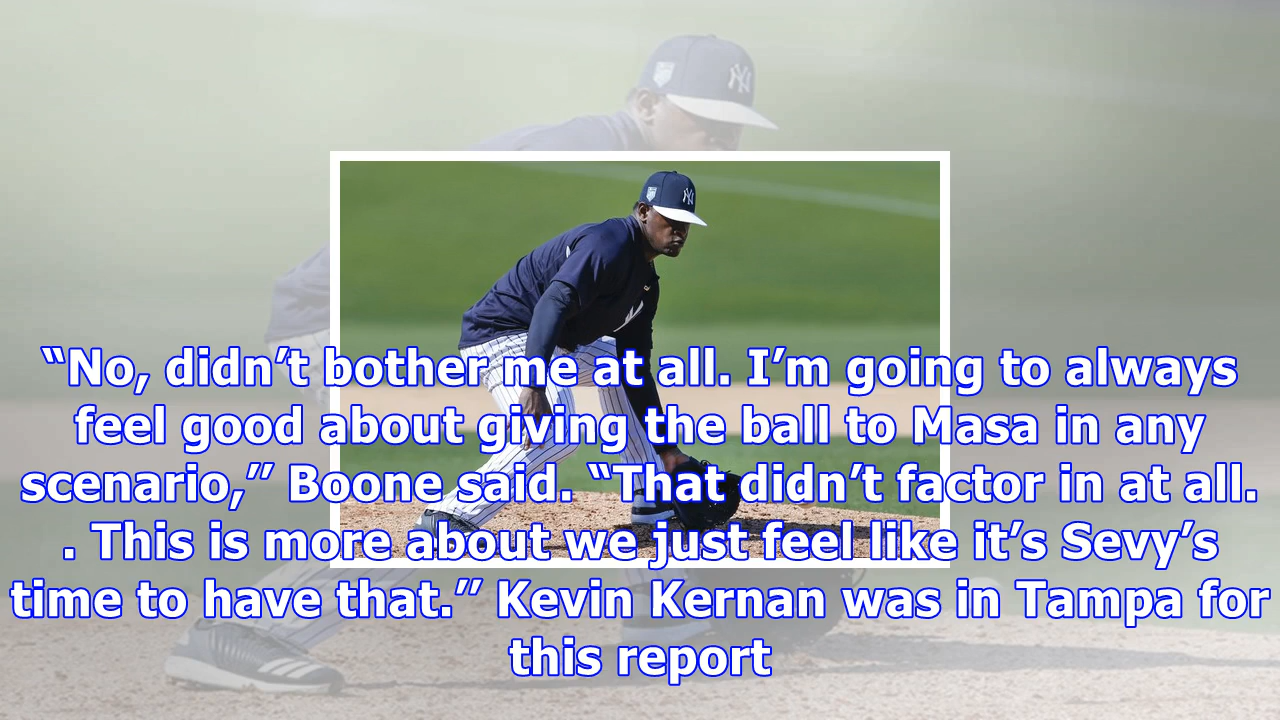 “No, didn’t bother me at all. I’m going to always
feel good about giving the ball to Masa in any
scenario,’’ Boone said. “That didn’t factor in at all.
. This is more about we just feel like it’s Sevy’s
time to have that.’’ Kevin Kernan was in Tampa for
this report
NY